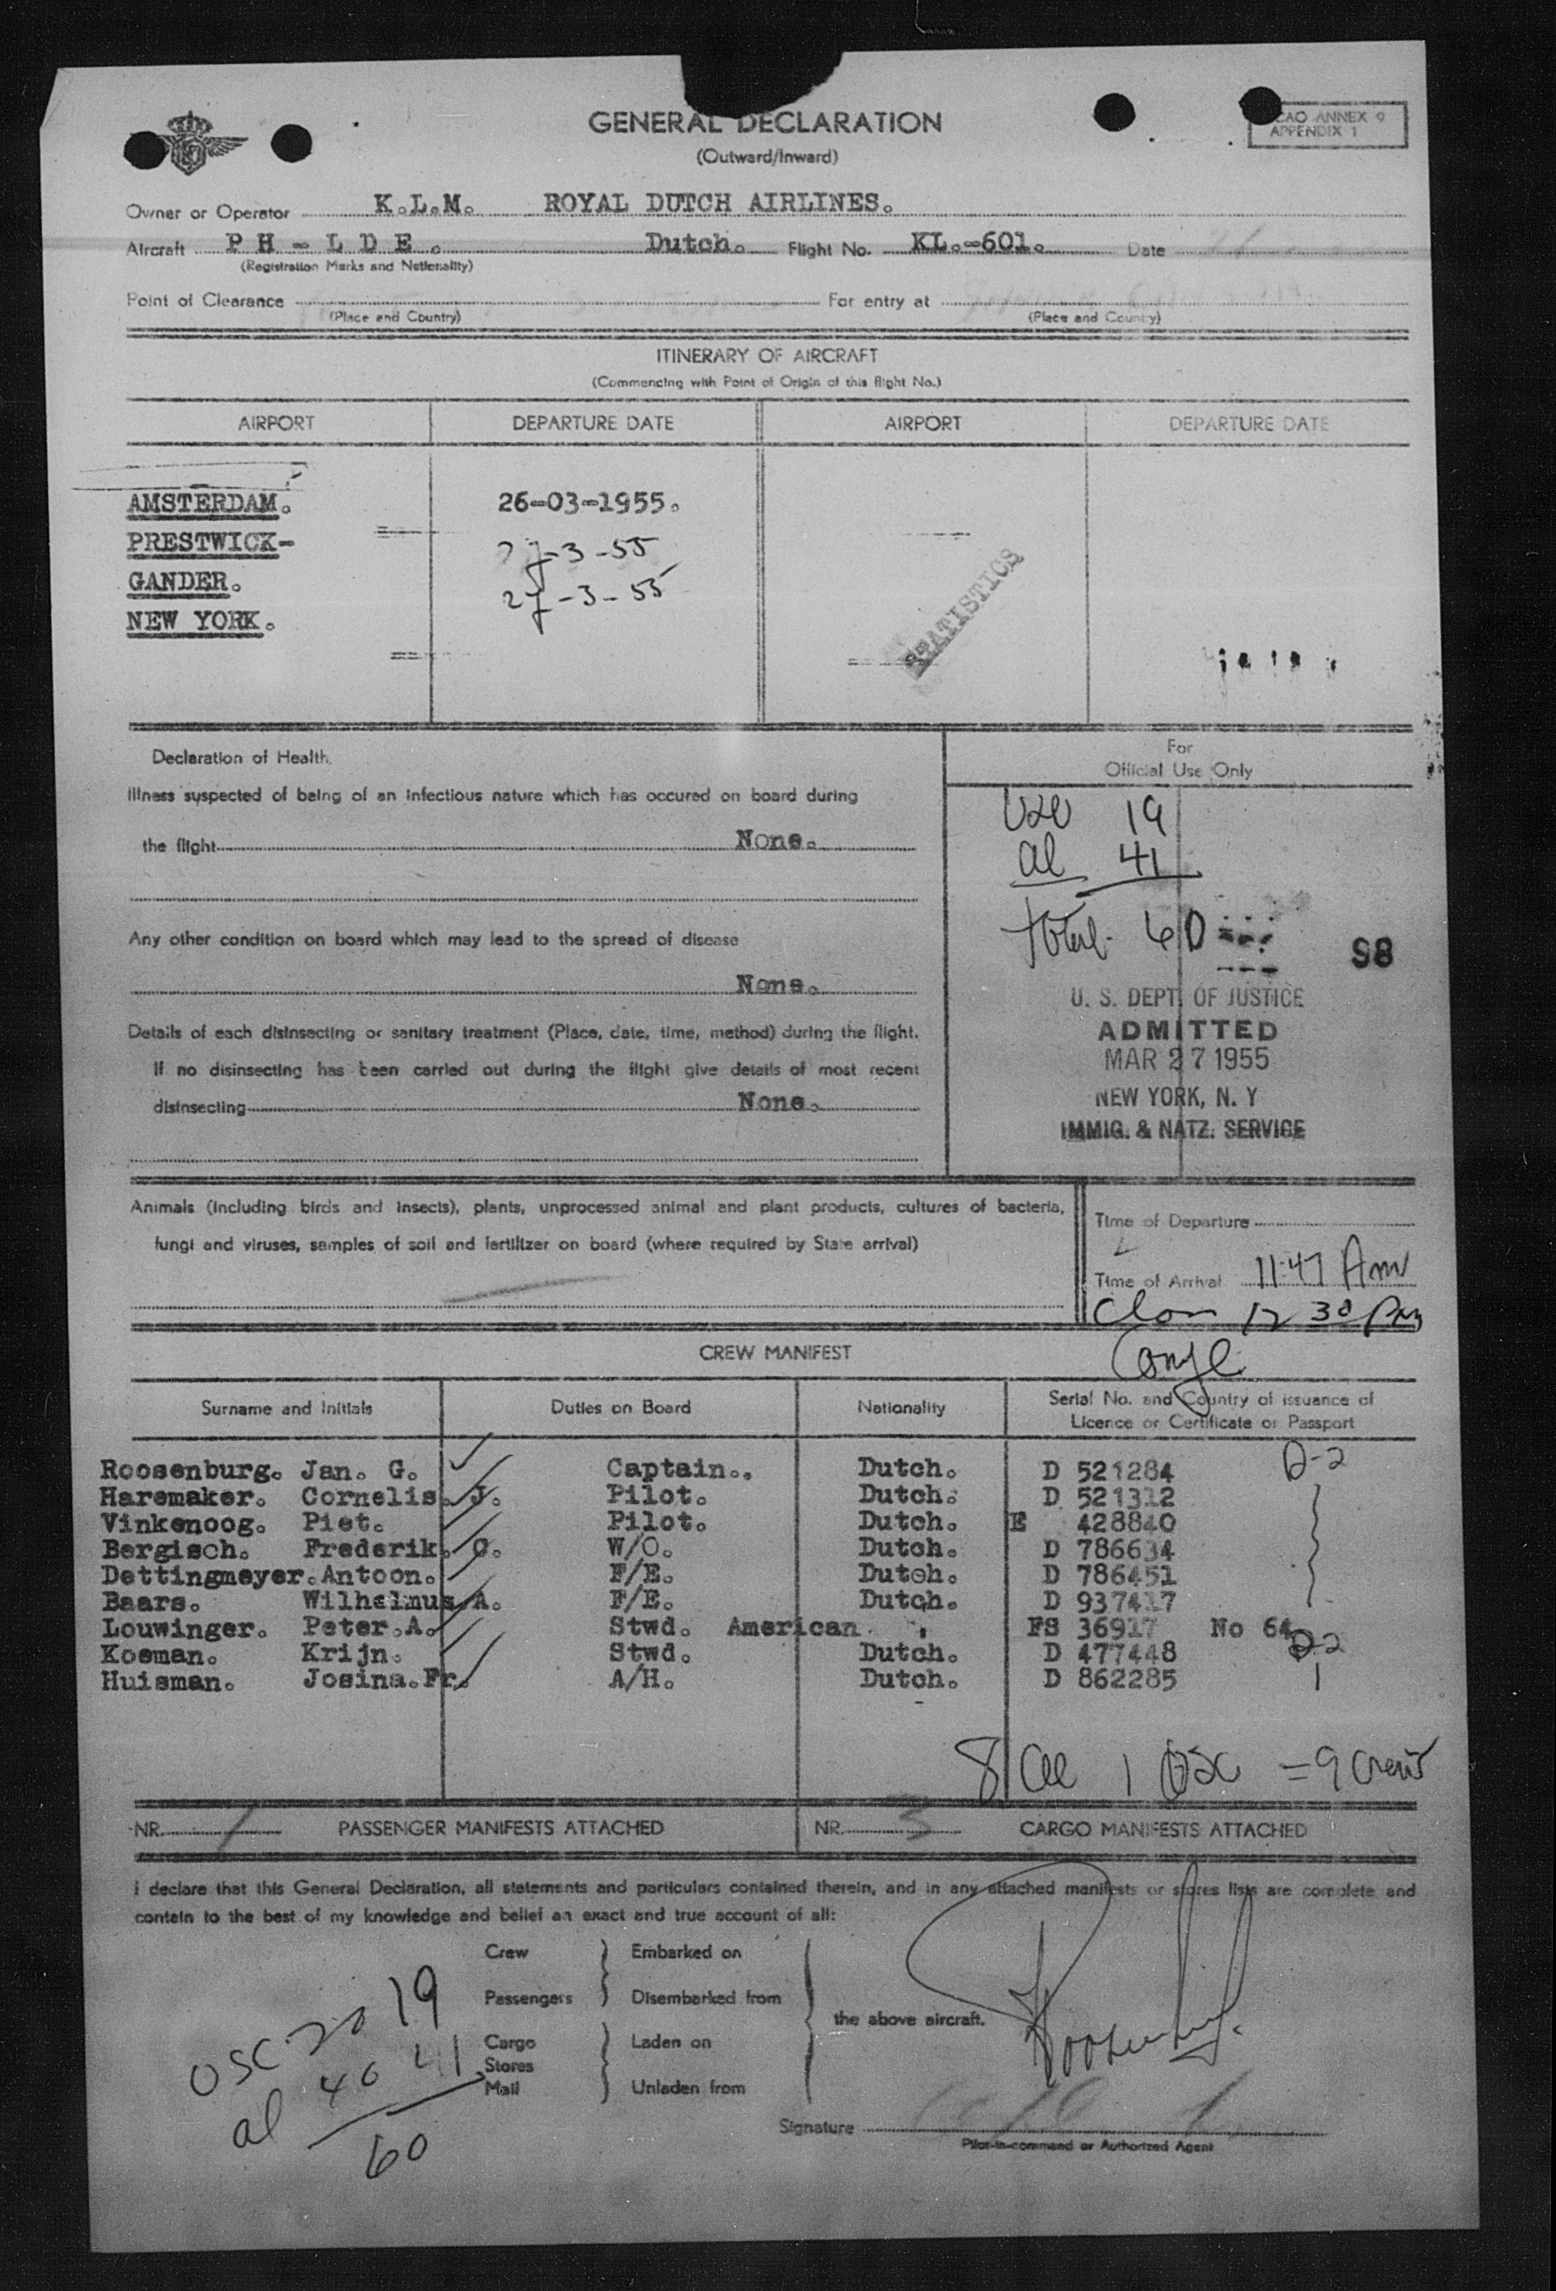 GENERAL DECLARATION
(Outward/Inward)
ICAO ANNEX 9
APPENDIX 1
Owner or Operator K.L.M. ROYAL DUTCH AIRLINES.
Aircraft P H - L D E . Dutch. Flight No. KL.-601. Date
(Registration Marks and Nationality)
Point of Clearance For entry at
(Place and Country) (Place and Country)
ITINERARY OF AIRCRAFT
(Commencing with Point of Origin of this flight No.)
AIRPORT DEPARTURE DATE AIRPORT DEPARTURE DATE
AMSTERDAM. 26-03-1955.
PRESTWICK- 27-3-55
GANDER. 27-3-55
NEW YORK.
STATISTICS
Declaration of Health.
Illness suspected of being of an infectious nature which has occured on board during
the flight None.
Any other condition on board which may lead to the spread of disease
None.
Details of each disinsecting or sanitary treatment (Place, date, time, method) during the flight.
If no disinsecting has been carried out during the flight give details of most recent
disinsecting None.
For
Official Use Only
USC 19
al 41
total 60
98
U. S. DEPT. OF JUSTICE
ADMITTED
MAR 27 1955
NEW YORK, N. Y
IMMIG. & NATZ. SERVICE
Animals (including birds and insects), plants, unprocessed animal and plant products, cultures of bacteria,
fungi and viruses, samples of soil and fertilizer on board (where required by State arrival)
Time of Departure
Time of Arrival 11:47 Am
12 30 Pm
CREW MANIFEST
Surname and Initials Duties on Board Nationality Serial No. and Country of issuance of
Licence or Certificate or Passport
Roosenburg. Jan. G. Captain.. Dutch. D 521284 D-2
Haremaker. Cornelis. J. Pilot. Dutch. D 521312
Vinkenoog. Piet. Pilot. Dutch. E 428840
Bergisch. Frederik. C. W/O. Dutch. D 786634
Dettingmeyer. Antoon. F/E. Dutch. D 786451
Baars. Wilhelmus.A. F/E. Dutch. D 937417
Louwinger. Peter.A. Stwd. American. FS 36917 No 64
Kosman. Krijn. Stwd. Dutch. D 477448 D-2
Huisman. Josina.Fr. A/H. Dutch. D 862285
8 al 1 USC = 9 Crew
NR. 1 PASSENGER MANIFESTS ATTACHED NR. 3 CARGO MANIFESTS ATTACHED
I declare that this General Declaration, all statements and particulars contained therein, and in any attached manifests or stores lists are complete and
contain to the best of my knowledge and belief an exact and true account of all:
Crew Embarked on
Passengers Disembarked from
the above aircraft.
Cargo Laden on
Stores
Mail Unladen from
USC 20 19
al 40 41
60
Signature
Pilot-in-command or Authorized Agent